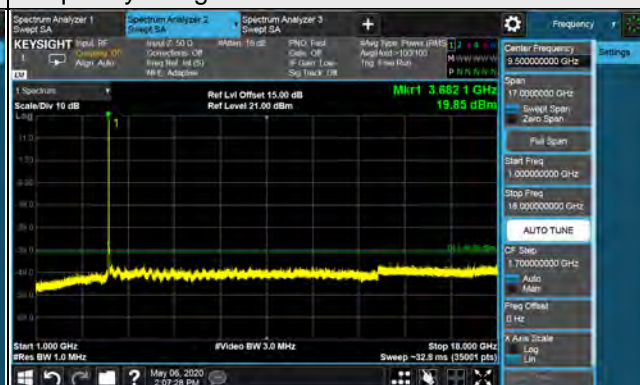 Spectrum Analyzer 1
Swept SA
Spectrum Analyzer 2
Swept SA
Spectrum Analyzer 3
Swept SA
+
Frequency
KEYSIGHT
Input: RF
Coupling: Off
Align: Auto
Input Z: 50 Ω
Corrections: Off
Freq Ref: Int (S)
NFE: Adaptive
#Atten: 16 dB
PNO: Fast
Gate: Off
IF Gain: Low
Sig Track: Off
#Avg Type: Power (RMS)
Avg|Hold:>100/100
Trig: Free Run
Center Frequency
9.500000000 GHz
Settings
1 Spectrum
Scale/Div 10 dB
Log
Ref Lvl Offset 15.00 dB
Ref Level 21.00 dBm
Mkr1 3.682 1 GHz
19.85 dBm
1
Span
17.0000000 GHz
Swept Span
Zero Span
Full Span
Start Freq
1.000000000 GHz
Stop Freq
18.000000000 GHz
AUTO TUNE
CF Step
1.700000000 GHz
Auto
Man
Freq Offset
0 Hz
X Axis Scale
Log
Lin
11.0
Start 1.000 GHz
#Res BW 1.0 MHz
#Video BW 3.0 MHz
Stop 18.000 GHz
Sweep ~32.8 ms (35001 pts)
May 06, 2020
2:07:28 PM